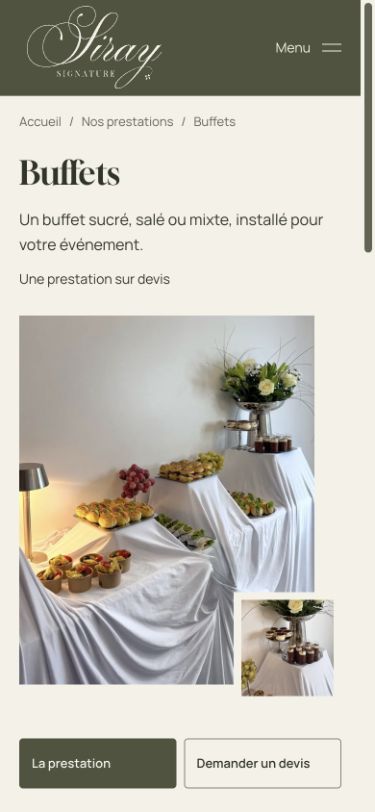 Siray
SIGNATURE
Menu
Accueil / Nos prestations / Buffets
Buffets
Un buffet sucré, salé ou mixte, installé pour
votre événement.
Une prestation sur devis
La prestation
Demander un devis